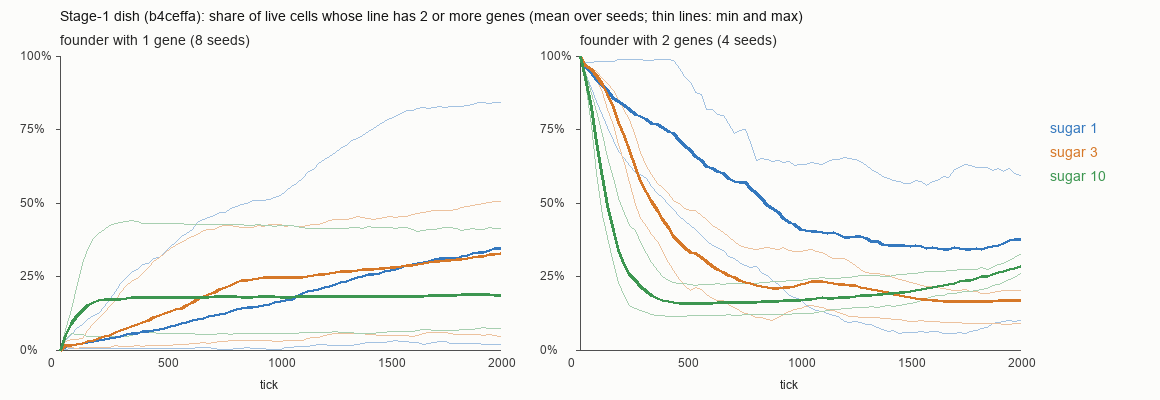 Stage-1 dish (b4ceffa): share of live cells whose line has 2 or more genes (mean over seeds; thin lines: min and max)
founder with 1 gene (8 seeds)
founder with 2 genes (4 seeds)
100%
75%
50%
25%
0%
0
500
1000
1500
2000
tick
100%
75%
50%
25%
0%
0
500
1000
1500
2000
tick
sugar 1
sugar 3
sugar 10